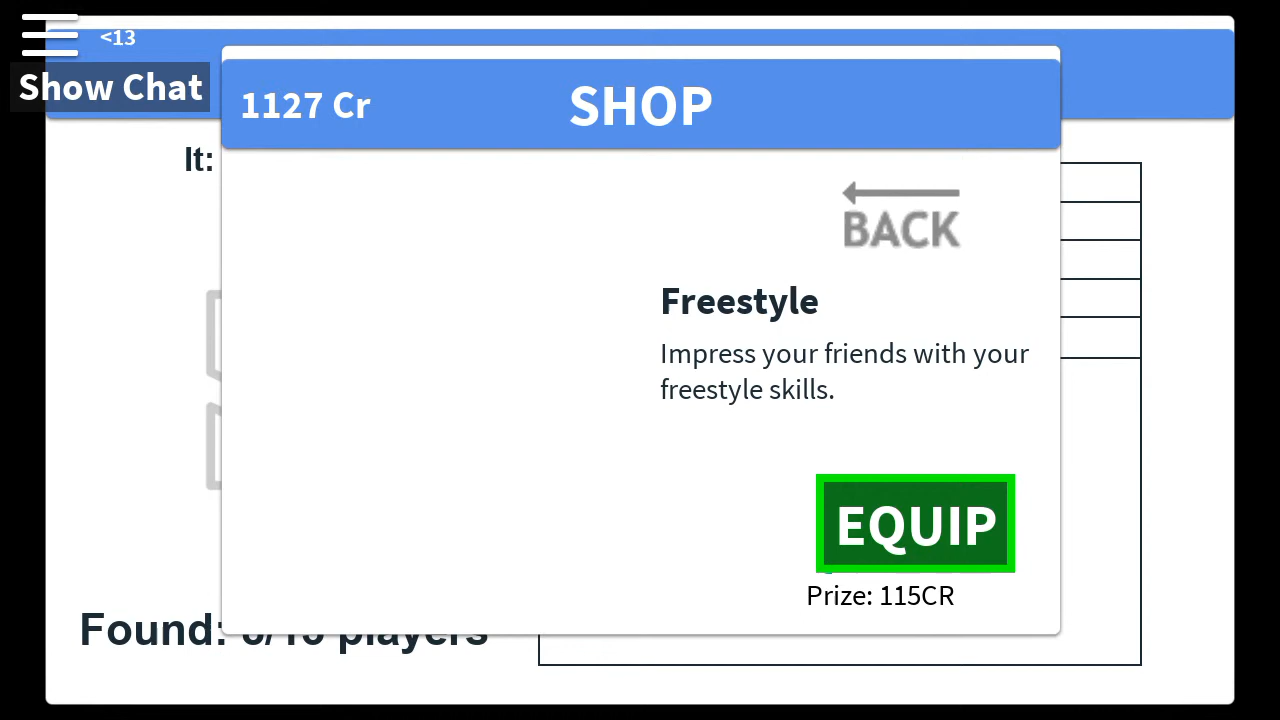 <13
Show Chat
1127 Cr
SHOP
It:
BACK
Freestyle
Impress your friends with your
freestyle skills.
EQUIP
Prize: 115CR
Found: players